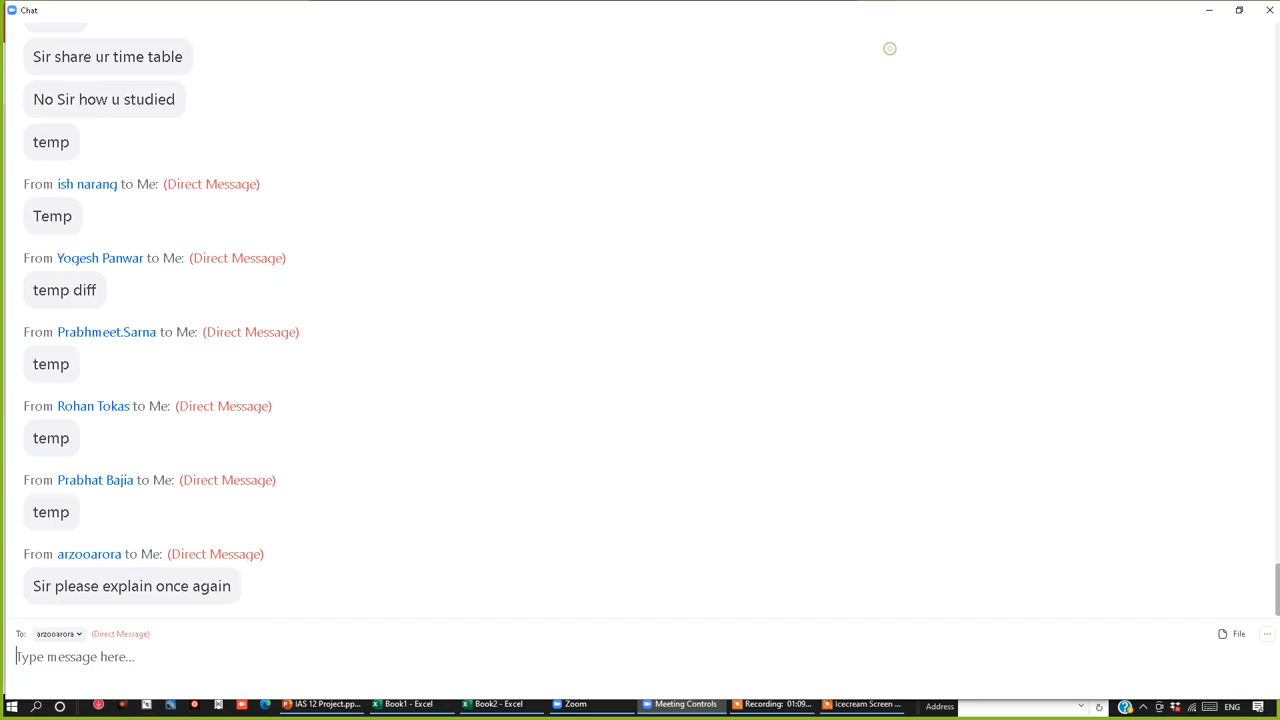 Chat
Sir share ur time table
No Sir how u studied
temp
From ish narang to Me: (Direct Message)
Temp
From Yogesh Panwar to Me: (Direct Message)
temp diff
From Prabhmeet.Sarna to Me: (Direct Message)
temp
From Rohan Tokas to Me: (Direct Message)
temp
From Prabhat Bajia to Me: (Direct Message)
temp
From arzooarora to Me: (Direct Message)
Sir please explain once again
To: arzooarora (Direct Message) File
Type message here...
IAS 12 Project.pp... Book1 - Excel Book2 - Excel Zoom Meeting Controls Recording: 01:09... Icecream Screen ... Address ENG